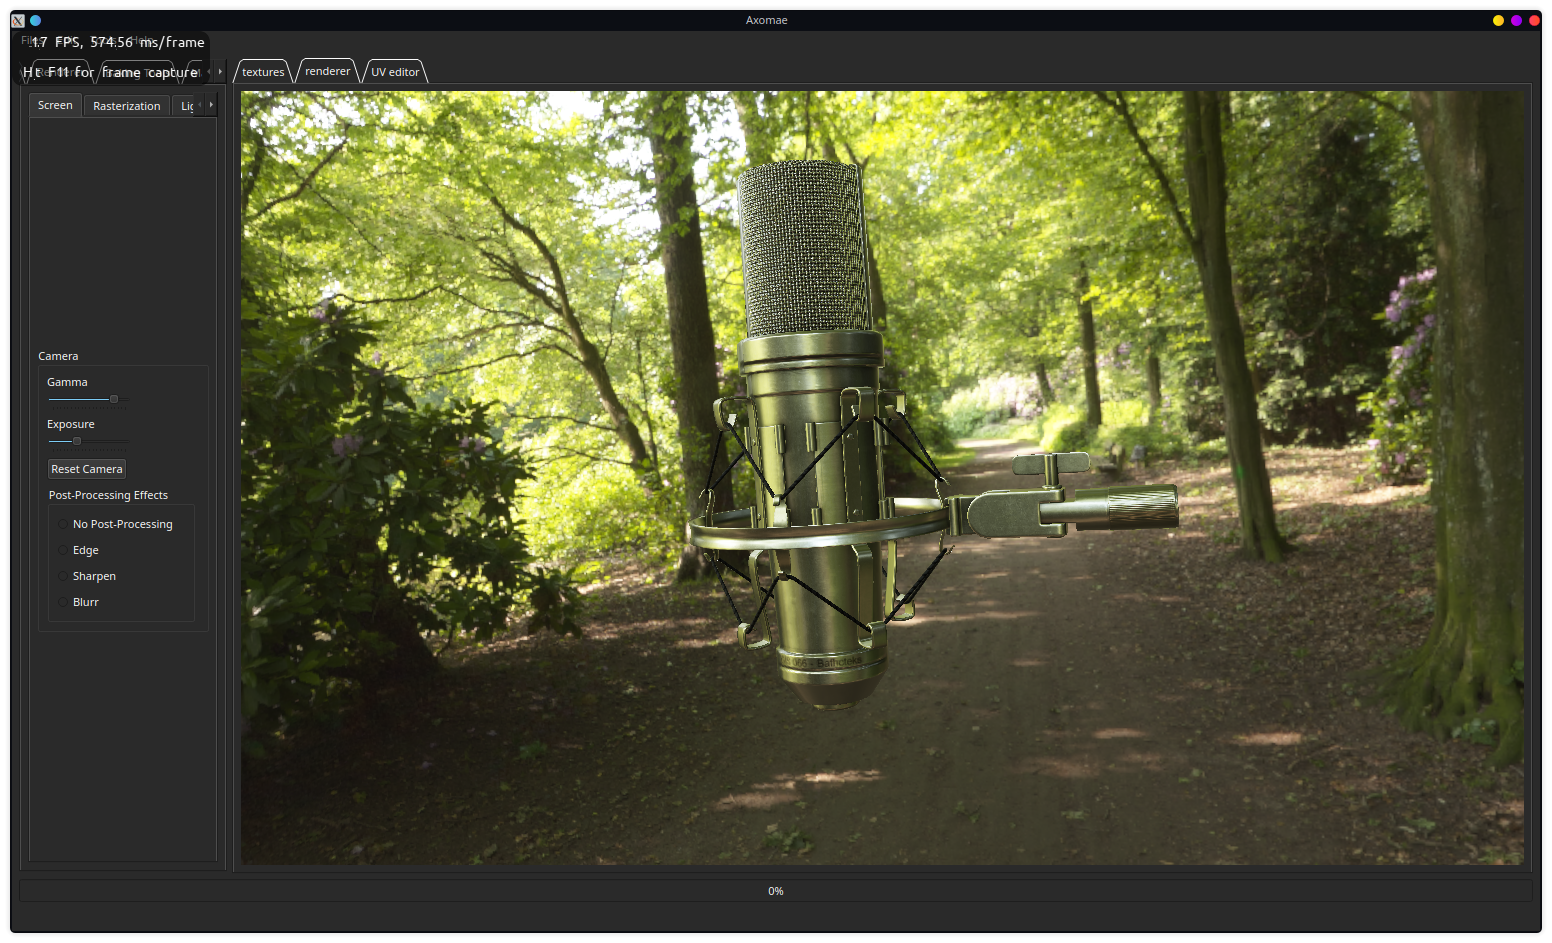 Axomae
1.7 FPS, 574.56 ms/frame
F11 for frame capture
textures renderer UV editor
Screen Rasterization
Camera
Gamma
Exposure
Reset Camera
Post-Processing Effects
No Post-Processing
Edge
Sharpen
Blurr
0%